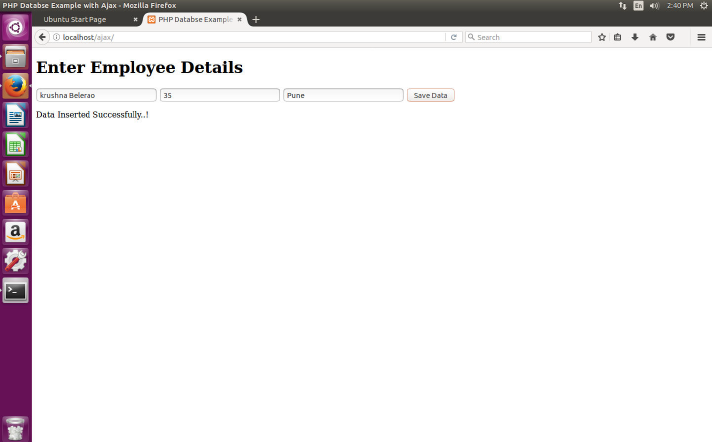 PHP Databse Example with Ajax - Mozilla Firefox
En
2:40 PM
Ubuntu Start Page
PHP Databse Example
localhost/ajax/
Search
Enter Employee Details
krushna Belerao
35
Pune
Save Data
Data Inserted Successfully..!